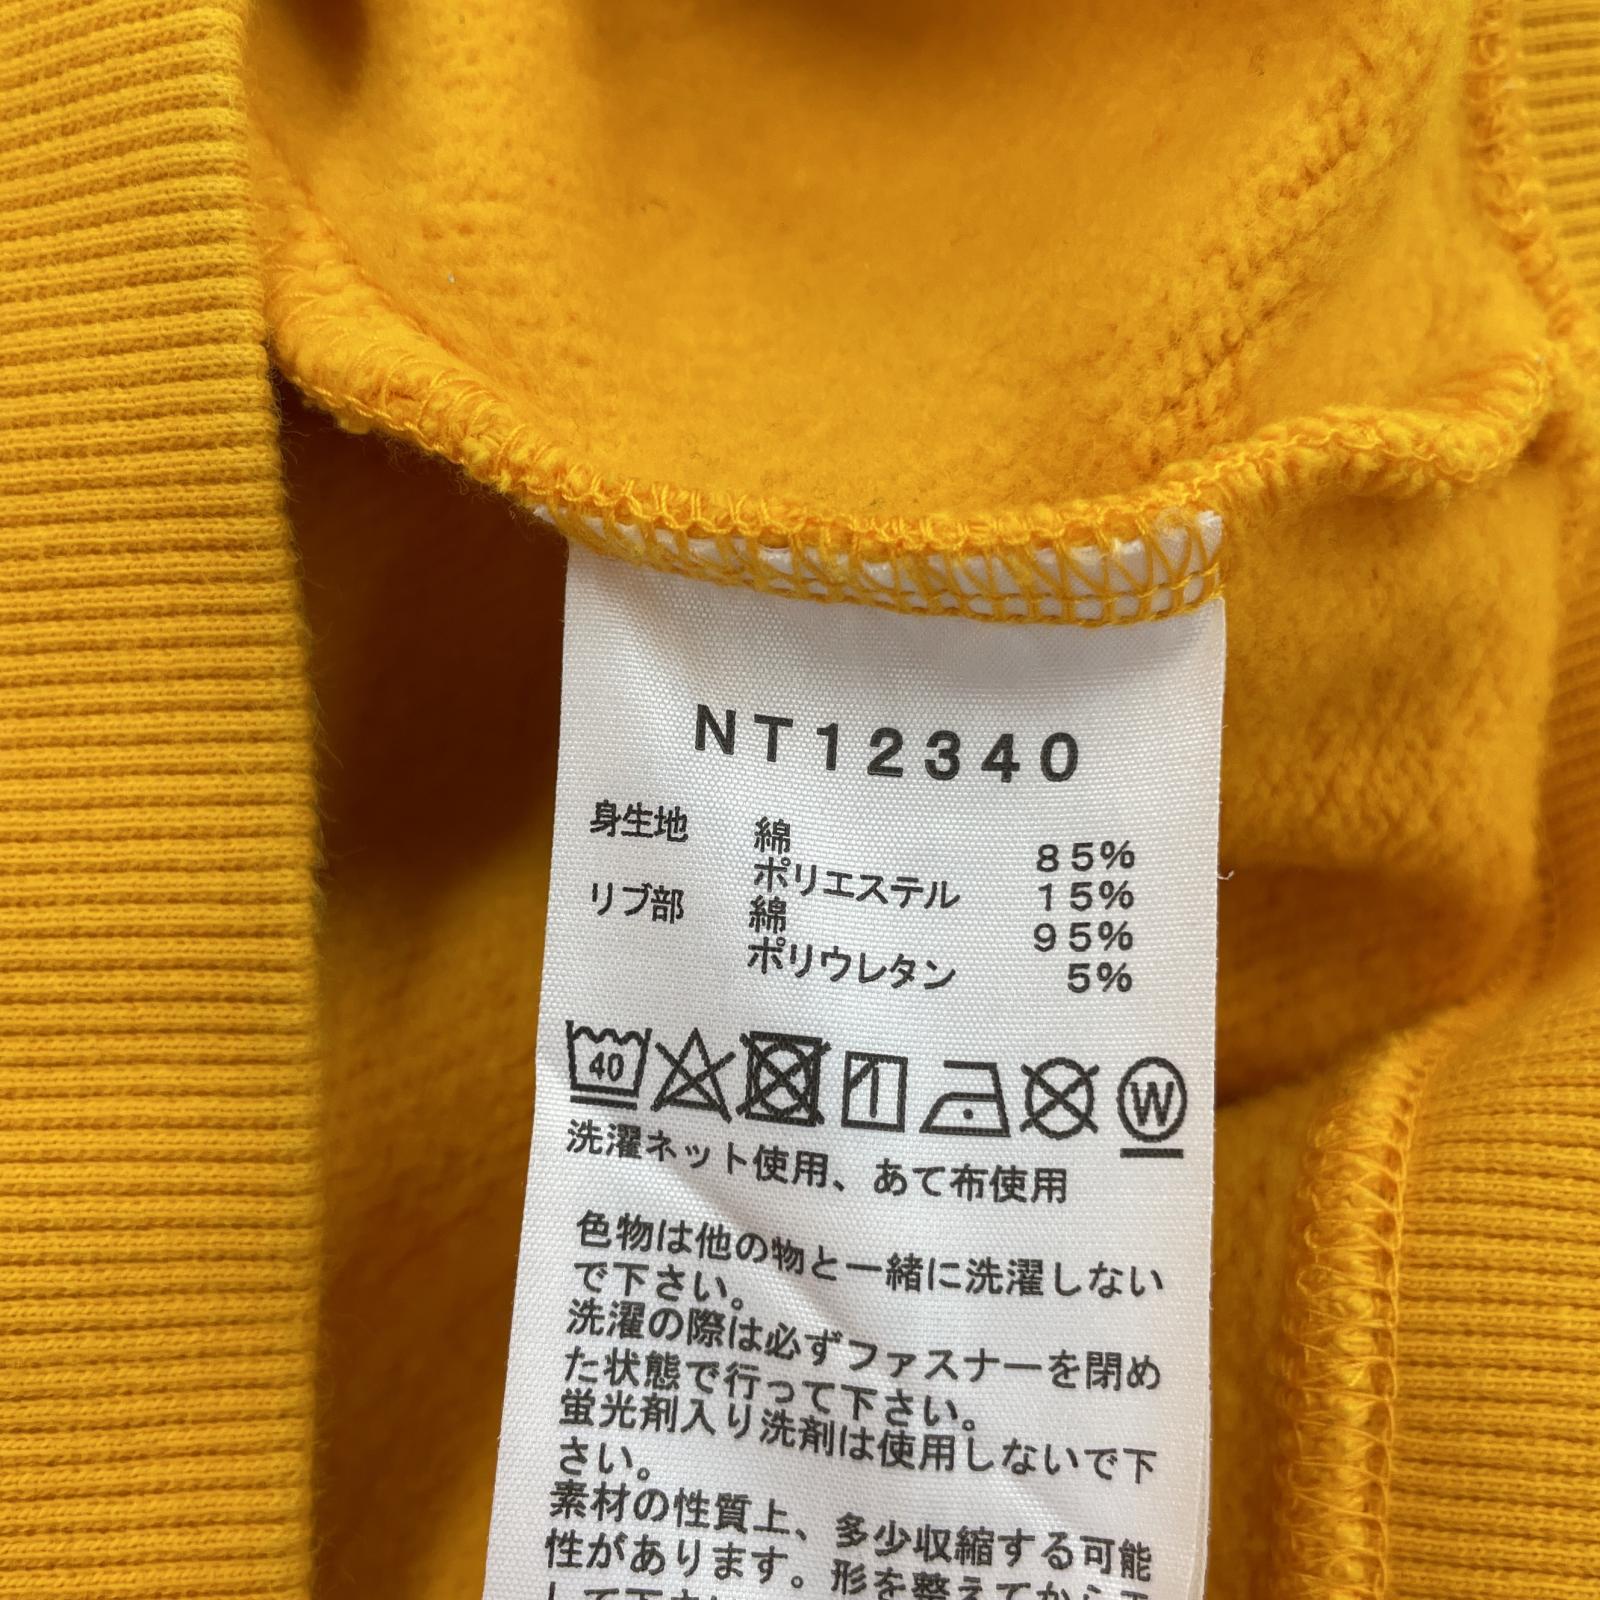 NT12340
身生地 綿 85%
ポリエステル 15%
リブ部 綿 95%
ポリウレタン 5%
40 W
洗濯ネット使用、あて布使用
色物は他の物と一緒に洗濯しない
で下さい。
洗濯の際は必ずファスナーを閉め
た状態で行って下さい。
蛍光剤入り洗剤は使用しないで下
さい。
素材の性質上、多少収縮する可能
性があります。形を整えてから